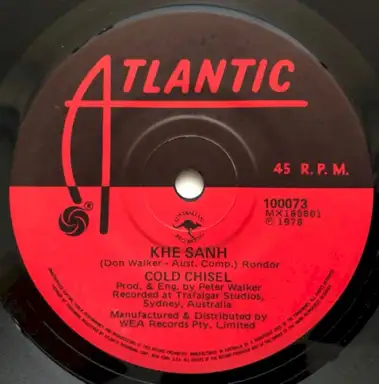 ATLANTIC
45 R. P. M.
100073
MX183861
℗ 1978
KHE SANH
(Don Walker - Aust. Comp.) Rondor
COLD CHISEL
Prod. & Eng. by Peter Walker
Recorded at Trafalgar Studios,
Sydney, Australia
Manufactured & Distributed by
WEA Records Pty. Limited